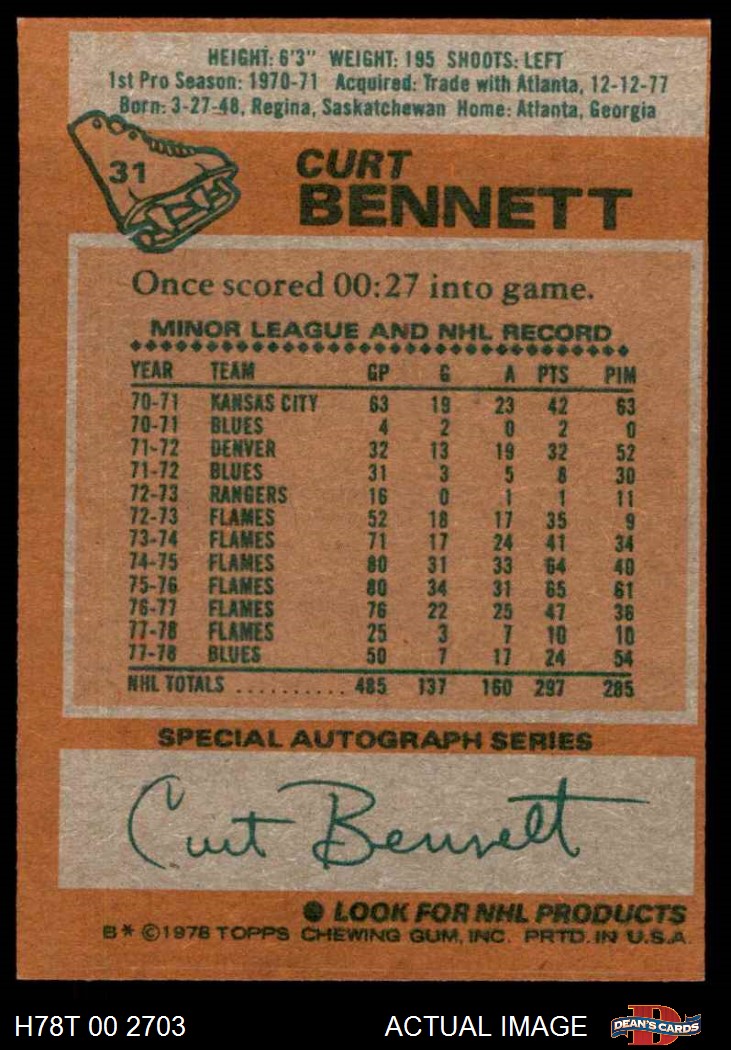 HEIGHT: 6'3" WEIGHT: 195 SHOOTS: LEFT
1st Pro Season: 1970-71 Acquired: Trade with Atlanta, 12-12-77
Born: 3-27-48, Regina, Saskatchewan Home: Atlanta, Georgia
31
CURT
BENNETT
Once scored 00:27 into game.
MINOR LEAGUE AND NHL RECORD
YEAR TEAM GP G A PTS PIM
70-71 KANSAS CITY 63 19 23 42 63
70-71 BLUES 4 2 0 2 0
71-72 DENVER 32 13 19 32 52
71-72 BLUES 31 3 5 8 30
72-73 RANGERS 16 0 1 1 11
72-73 FLAMES 52 18 17 35 9
73-74 FLAMES 71 17 24 41 34
74-75 FLAMES 80 31 33 64 40
75-76 FLAMES 80 34 31 65 61
76-77 FLAMES 76 22 25 47 36
77-78 FLAMES 25 3 7 10 10
77-78 BLUES 50 7 17 24 54
NHL TOTALS .......... 485 137 160 297 285
SPECIAL AUTOGRAPH SERIES
Curt Bennett
LOOK FOR NHL PRODUCTS
B* ©1978 TOPPS CHEWING GUM, INC. PRTD. IN U.S.A.
H78T 00 2703 ACTUAL IMAGE DEAN'S CARDS